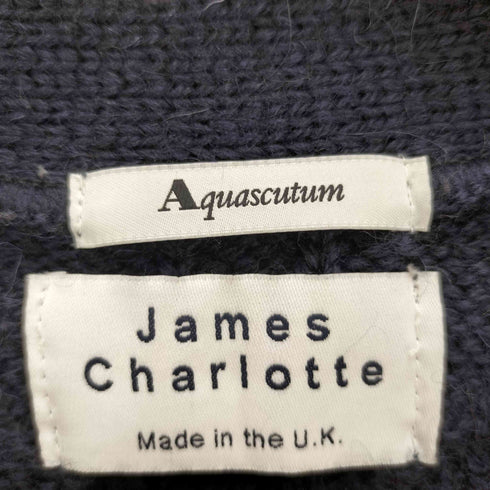 Aquascutum
James
Charlotte
Made in the U.K.